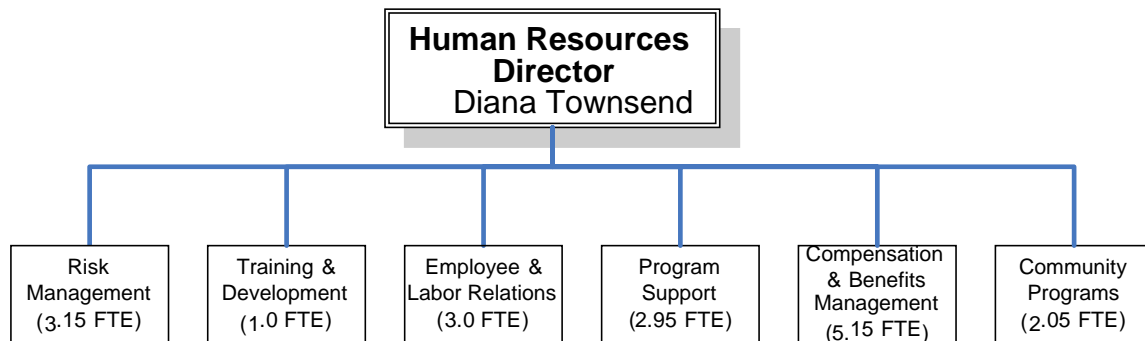 Human Resources
Director
Diana Townsend
Risk
Management
(3.15 FTE)
Training &
Development
(1.0 FTE)
Employee &
Labor Relations
(3.0 FTE)
Program
Support
(2.95 FTE)
Compensation
& Benefits
Management
(5.15 FTE)
Community
Programs
(2.05 FTE)